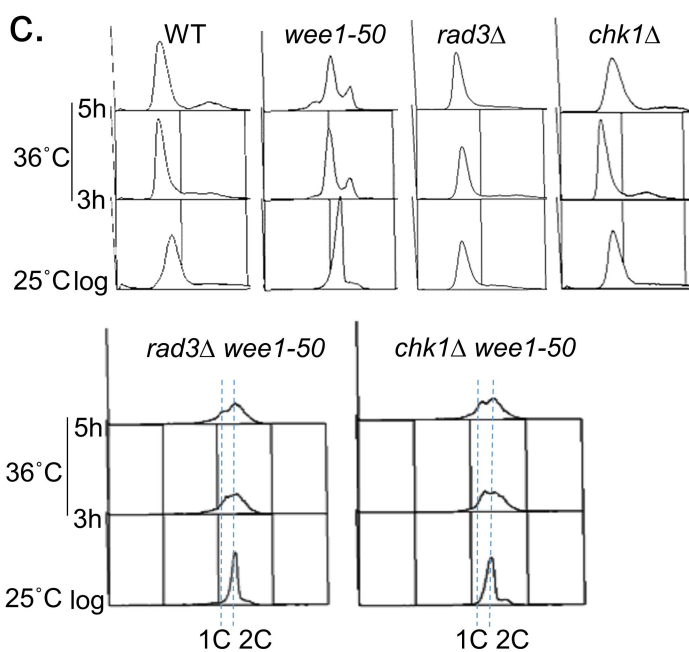 C.
WT wee1-50 rad3Δ chk1Δ
5h
36°C
3h
25°C log
rad3Δ wee1-50 chk1Δ wee1-50
5h
36°C
3h
25°C log
1C 2C 1C 2C